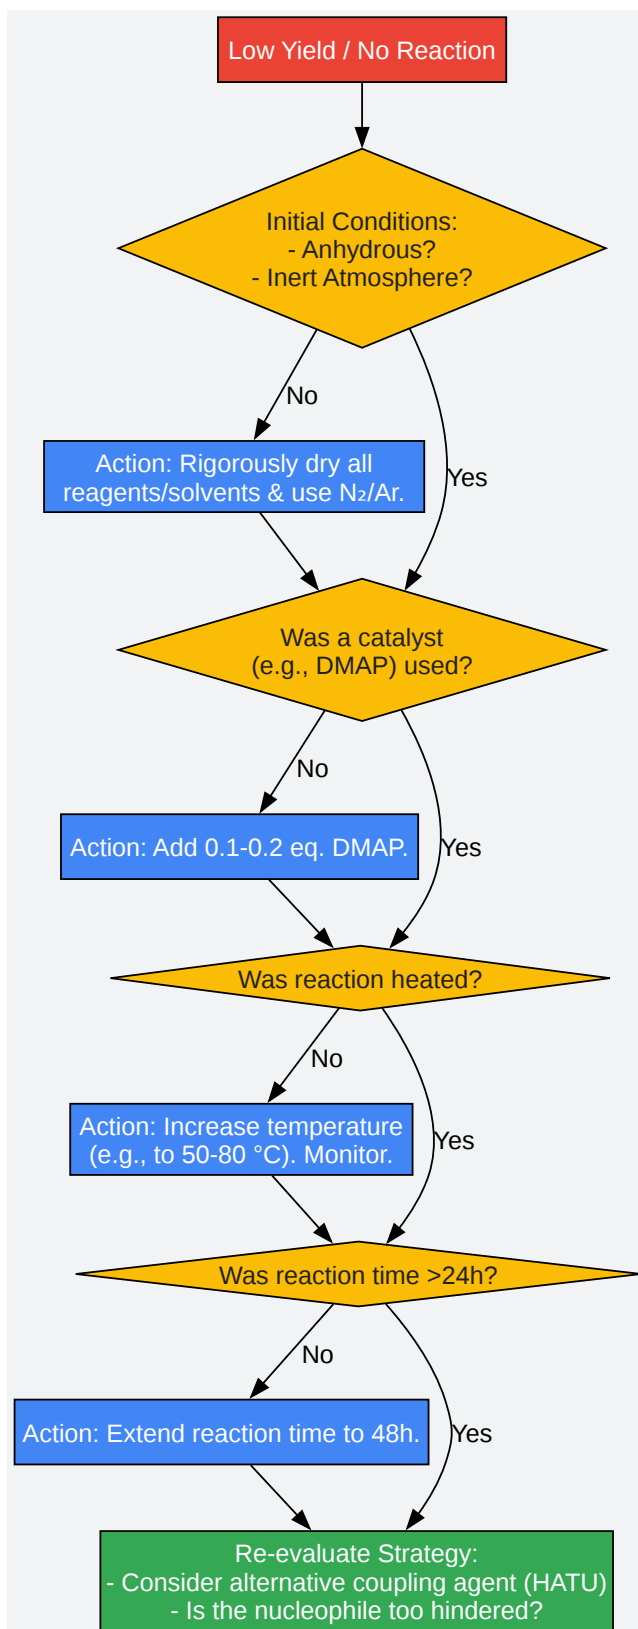 Low Yield / No Reaction
Initial Conditions:
- Anhydrous?
- Inert Atmosphere?
No
Action: Rigorously dry all
reagents/solvents & use N₂/Ar.
Yes
Was a catalyst
(e.g., DMAP) used?
No
Action: Add 0.1-0.2 eq. DMAP.
Yes
Was reaction heated?
No
Action: Increase temperature
(e.g., to 50-80 °C). Monitor.
Yes
Was reaction time >24h?
No
Action: Extend reaction time to 48h.
Yes
Re-evaluate Strategy:
- Consider alternative coupling agent (HATU)
- Is the nucleophile too hindered?